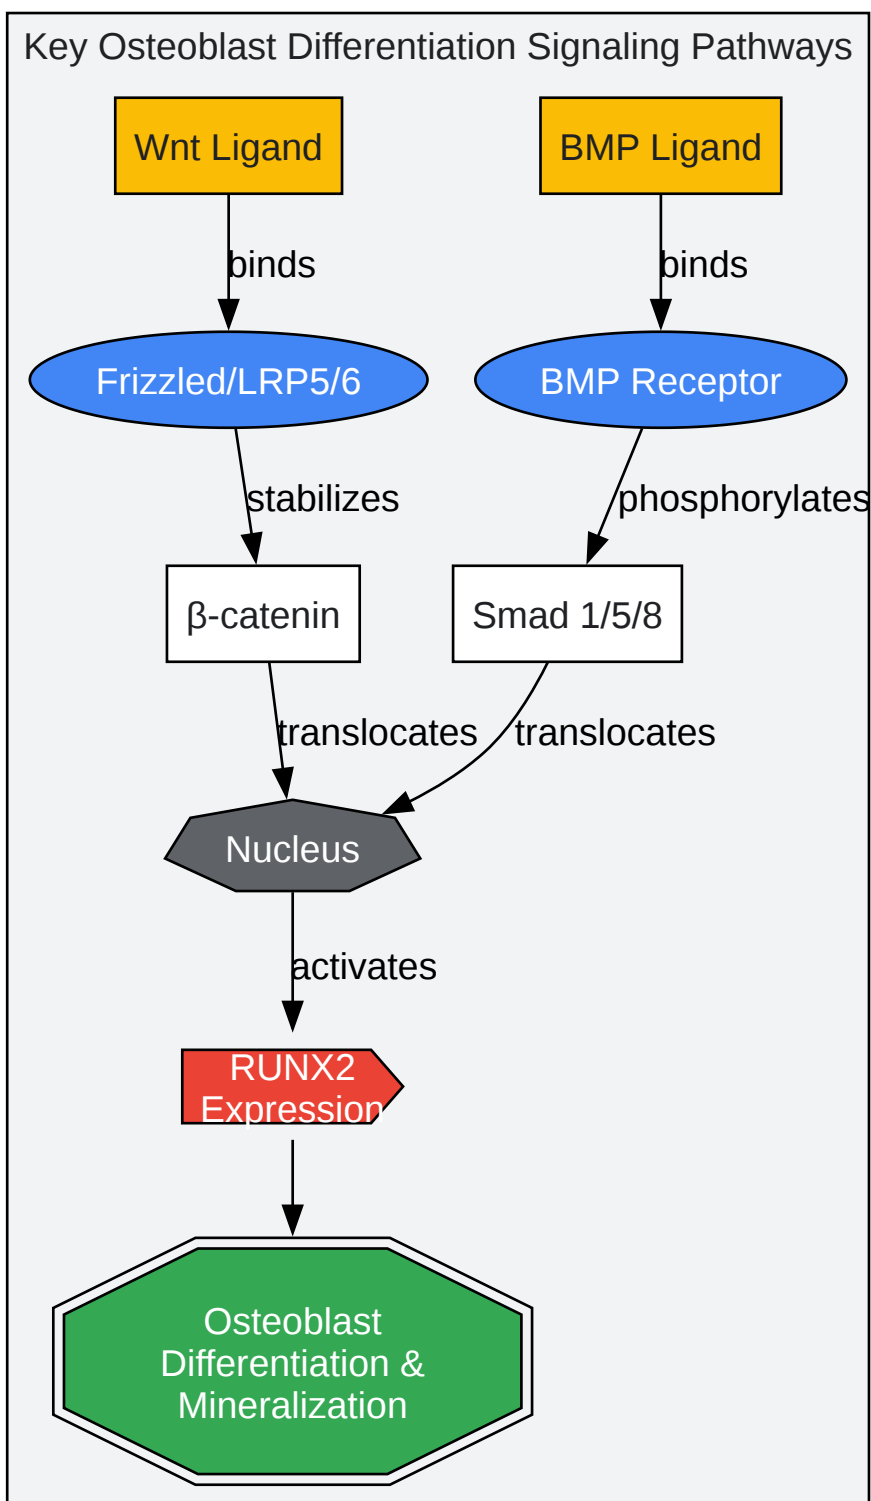 Key Osteoblast Differentiation Signaling Pathways
Wnt Ligand
BMP Ligand
binds
binds
Frizzled/LRP5/6
BMP Receptor
stabilizes
phosphorylates
β-catenin
Smad 1/5/8
translocates
translocates
Nucleus
activates
RUNX2
Expression
Osteoblast
Differentiation &
Mineralization